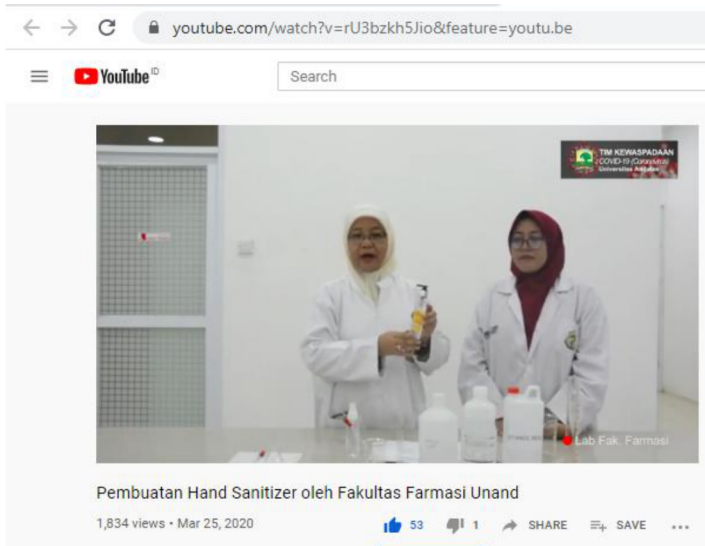 youtube.com/watch?v=rU3bzkh5Jio&feature=youtu.be
YouTube ID
Search
TIM KEWASPADAAN
COVID-19 (Coronavirus)
Universitas Andalas
Lab Fak. Farmasi
Pembuatan Hand Sanitizer oleh Fakultas Farmasi Unand
1,834 views • Mar 25, 2020
53 1 SHARE SAVE